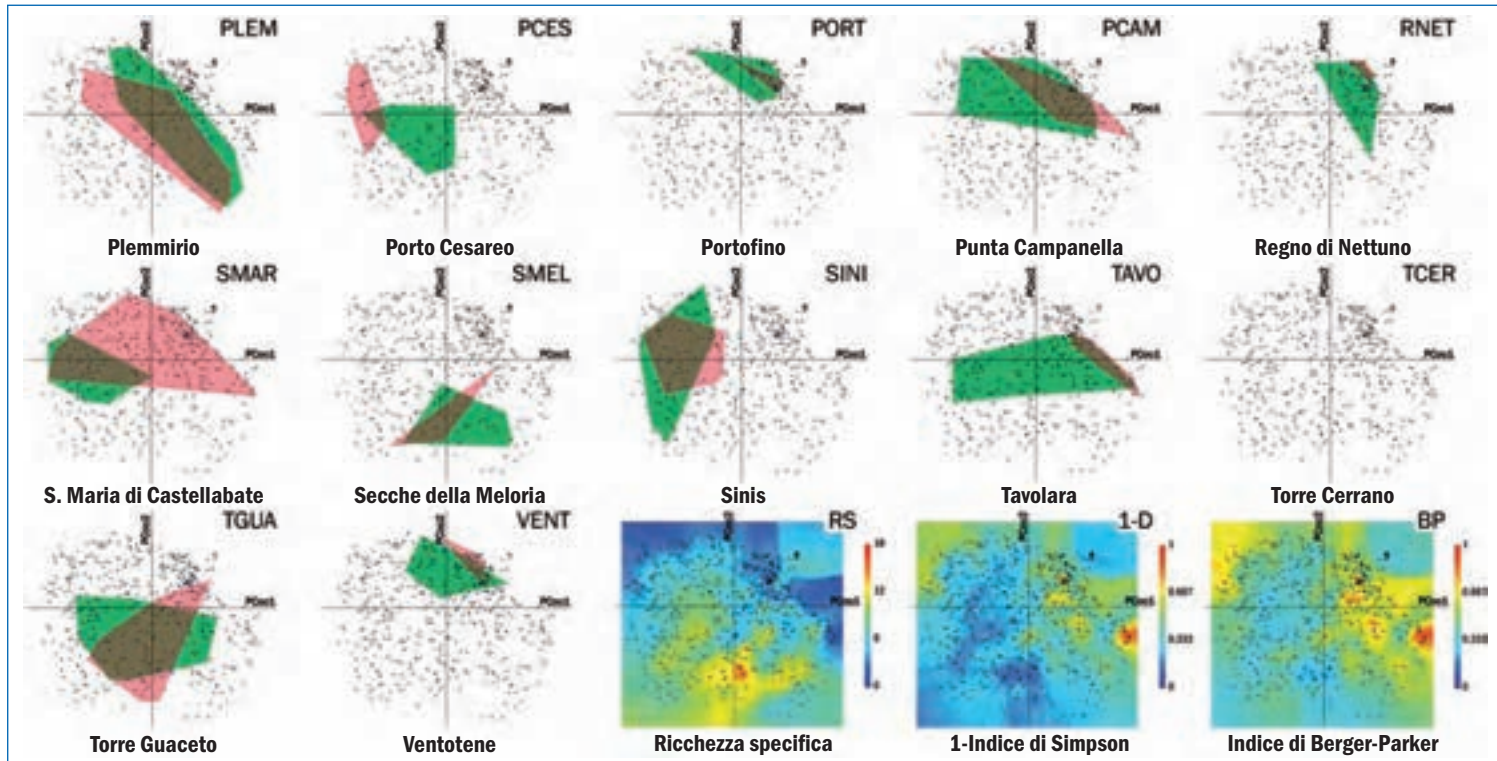 PLEM
PCES
PORT
PCAM
RNET
Plemmirio
Porto Cesareo
Portofino
Punta Campanella
Regno di Nettuno
SMAR
SMEL
SINI
TAVO
TCER
S. Maria di Castellabate
Secche della Meloria
Sinis
Tavolara
Torre Cerrano
TGUA
VENT
RS
1-D
BP
Torre Guaceto
Ventotene
Ricchezza specifica
1-Indice di Simpson
Indice di Berger-Parker